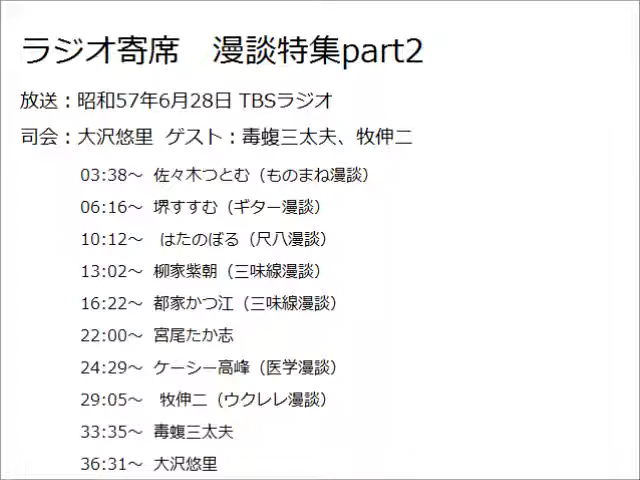 ラジオ寄席　漫談特集part2
放送：昭和57年6月28日 TBSラジオ
司会：大沢悠里 ゲスト：毒蝮三太夫、牧伸二
03:38～ 佐々木つとむ（ものまね漫談）
06:16～ 堺すすむ（ギター漫談）
10:12～ はたのぼる（尺八漫談）
13:02～ 柳家紫朝（三味線漫談）
16:22～ 都家かつ江（三味線漫談）
22:00～ 宮尾たか志
24:29～ ケーシー高峰（医学漫談）
29:05～ 牧伸二（ウクレレ漫談）
33:35～ 毒蝮三太夫
36:31～ 大沢悠里